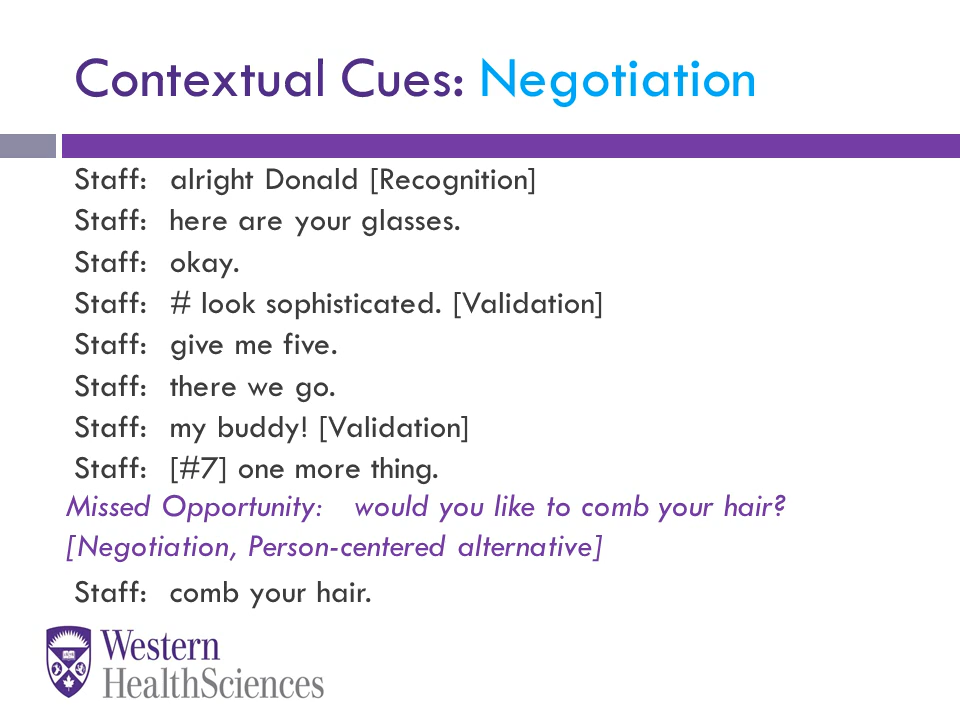 Contextual Cues: Negotiation
Staff: alright Donald [Recognition]
Staff: here are your glasses.
Staff: okay.
Staff: # look sophisticated. [Validation]
Staff: give me five.
Staff: there we go.
Staff: my buddy! [Validation]
Staff: [#7] one more thing.
Missed Opportunity: would you like to comb your hair?
[Negotiation, Person-centered alternative]
Staff: comb your hair.
Western
HealthSciences